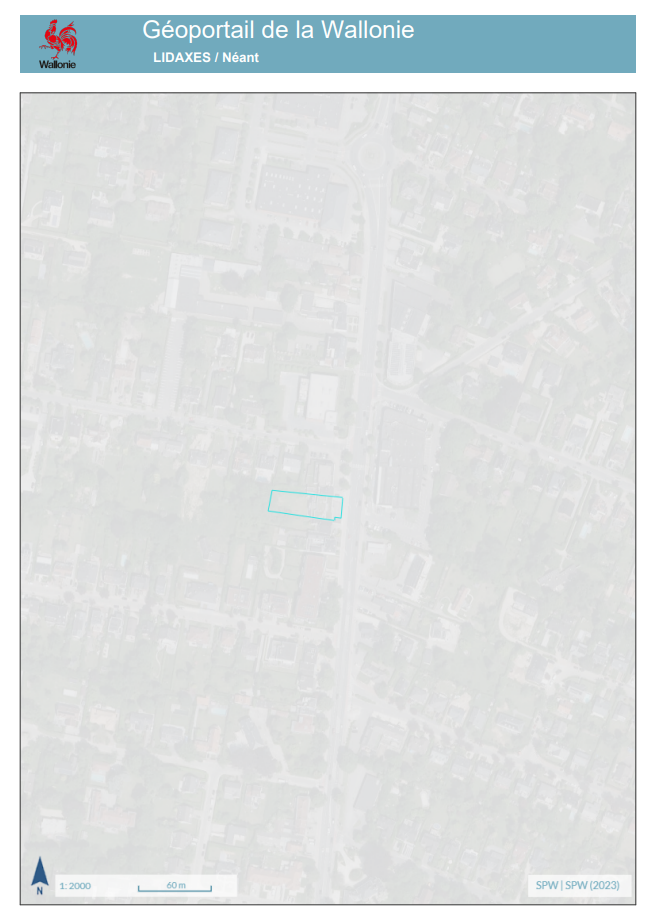 Géoportail de la Wallonie
LIDAXES / Néant
Wallonie
N
1: 2000
60 m
SPW | SPW (2023)